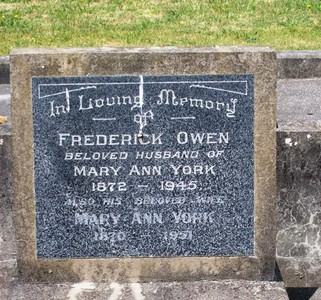 In Loving Memory
of
FREDERICK OWEN
BELOVED HUSBAND OF
MARY ANN YORK
1872 – 1945
ALSO HIS BELOVED WIFE
MARY ANN YORK
1870 1951